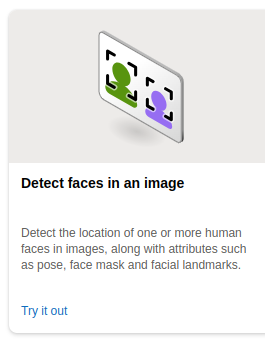 Detect faces in an image
Detect the location of one or more human
faces in images, along with attributes such
as pose, face mask and facial landmarks.
Try it out